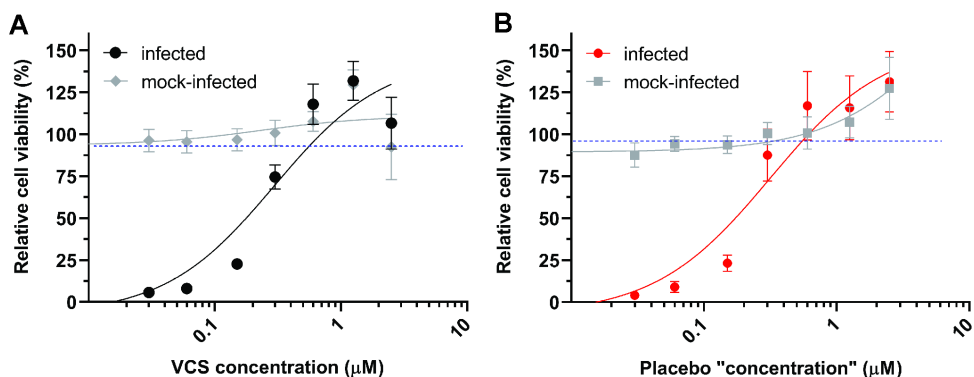 A
infected
mock-infected
Relative cell viability (%)
150
125
100
75
50
25
0
0.1
1
10
VCS concentration (μM)
B
infected
mock-infected
Relative cell viability (%)
150
125
100
75
50
25
0
0.1
1
10
Placebo "concentration" (μM)